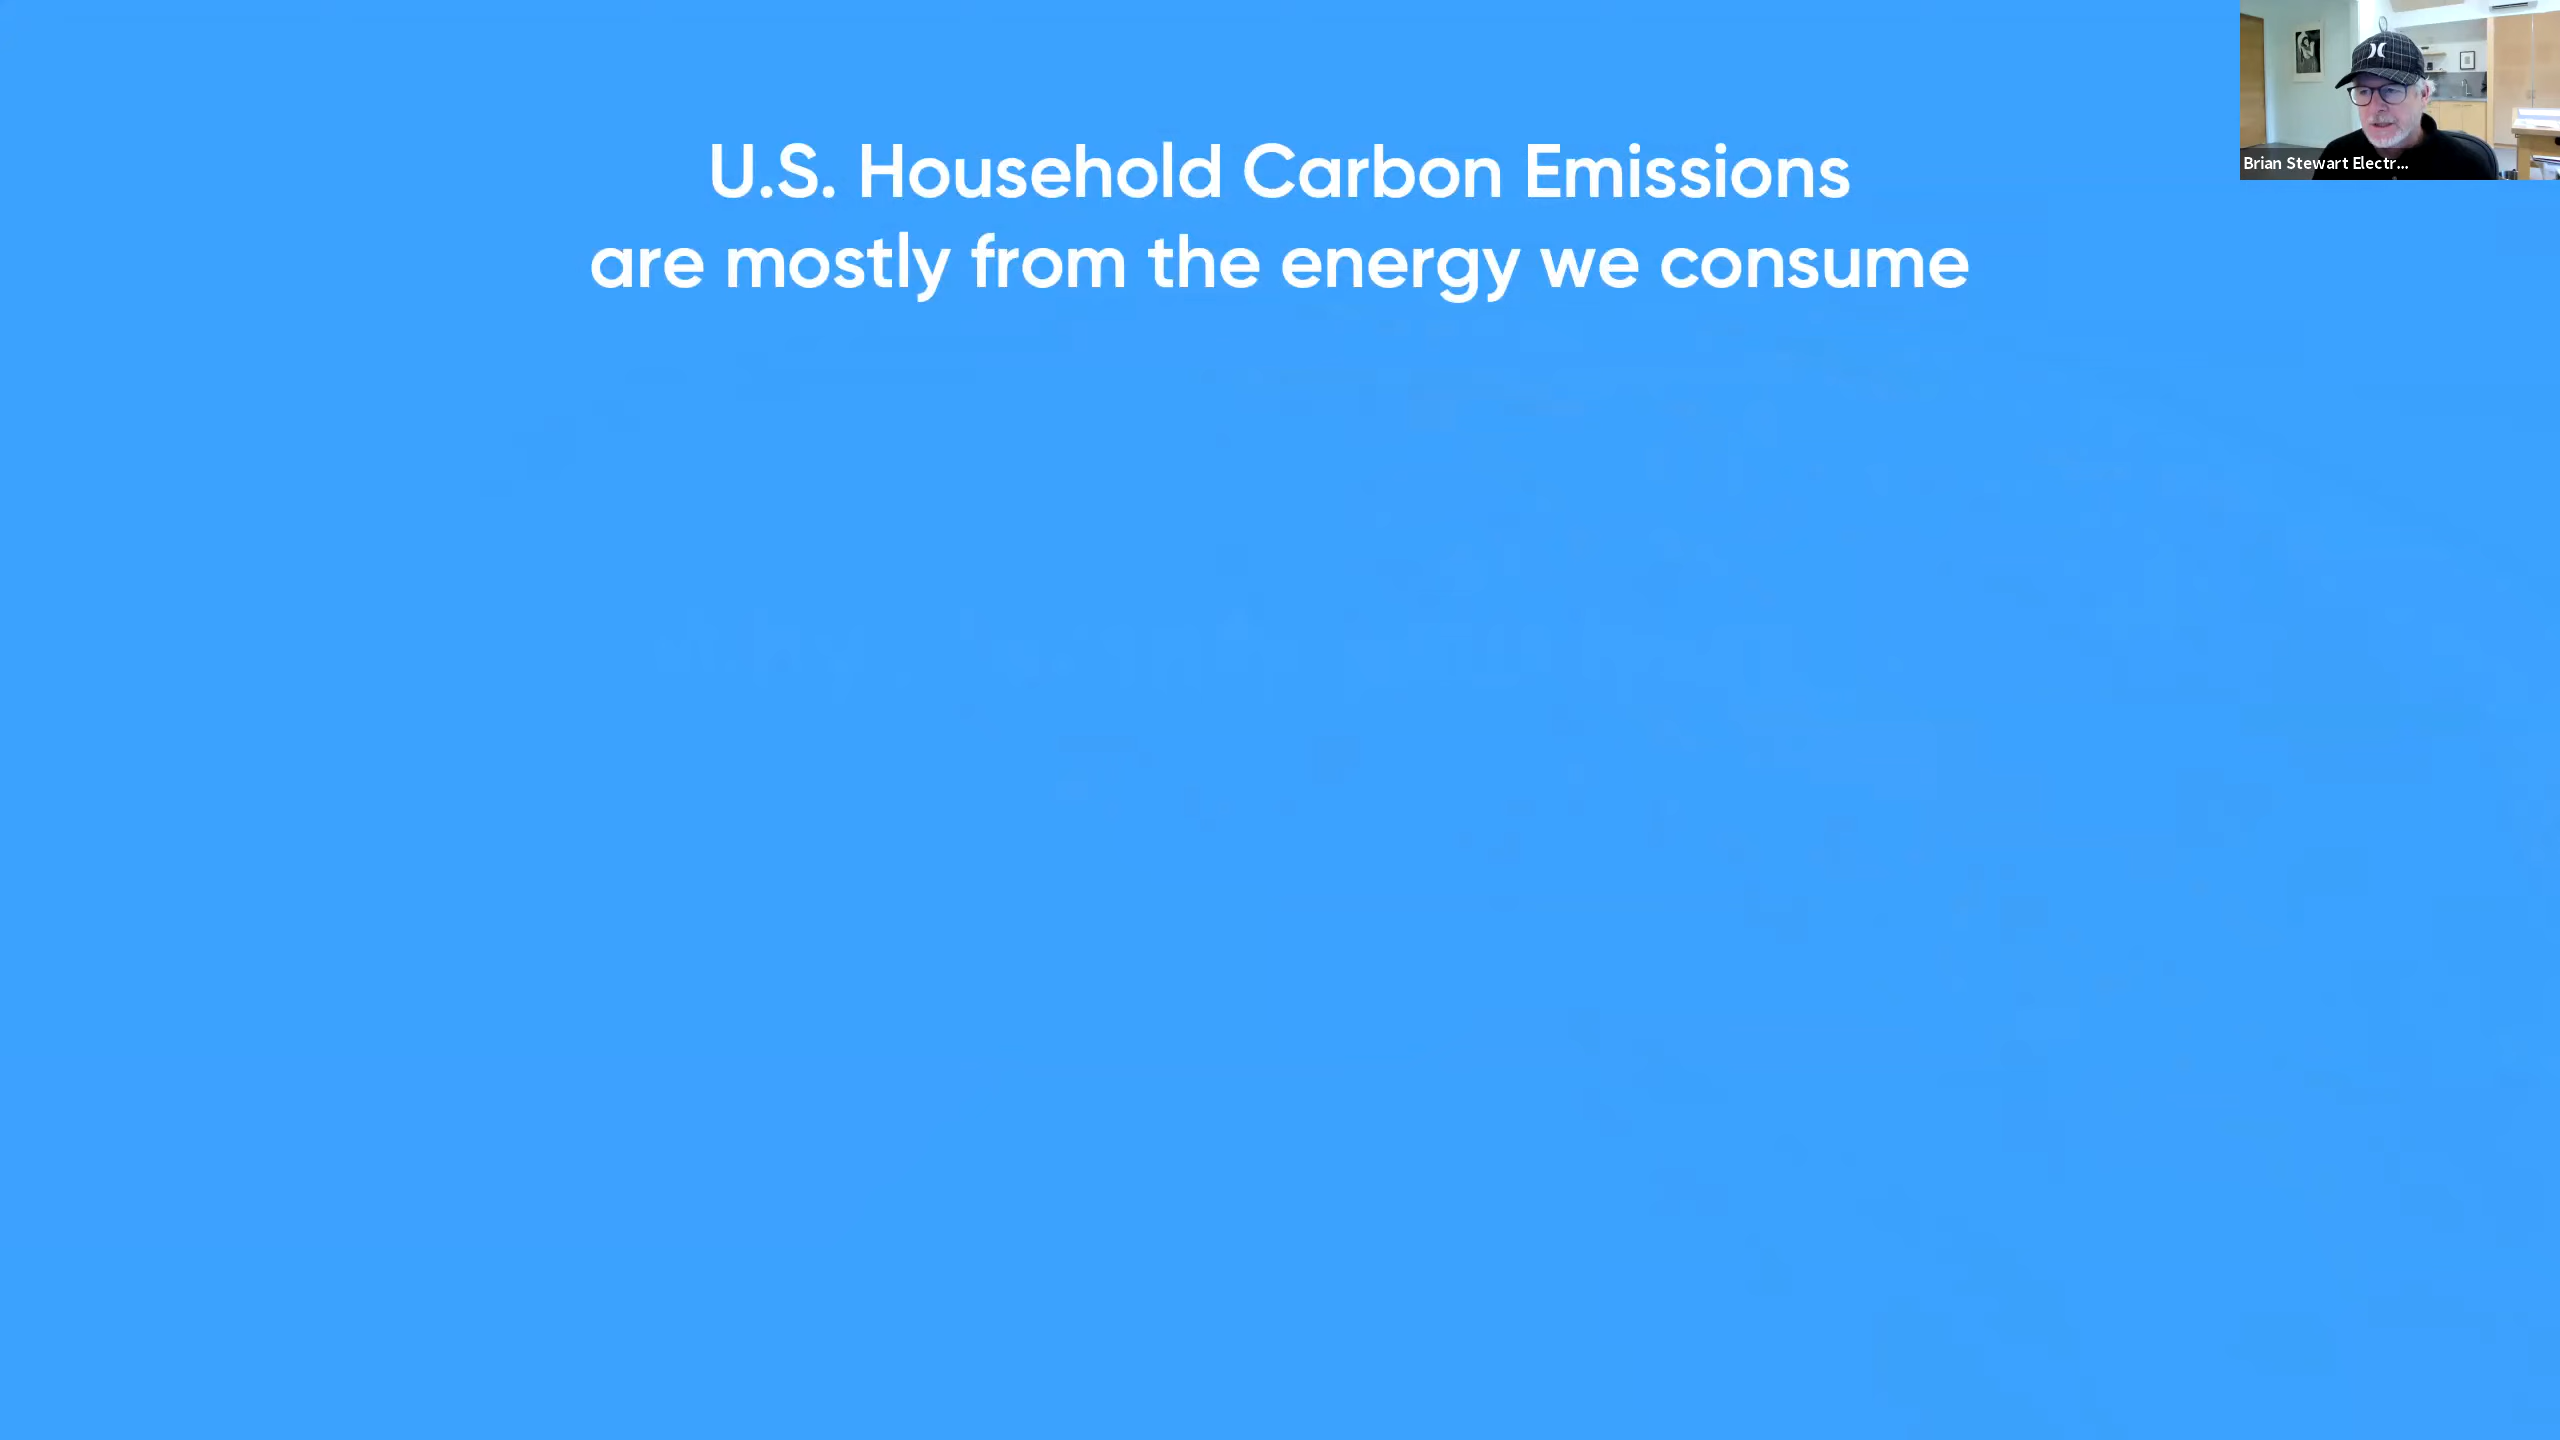 U.S. Household Carbon Emissions
are mostly from the energy we consume
Brian Stewart Electr...